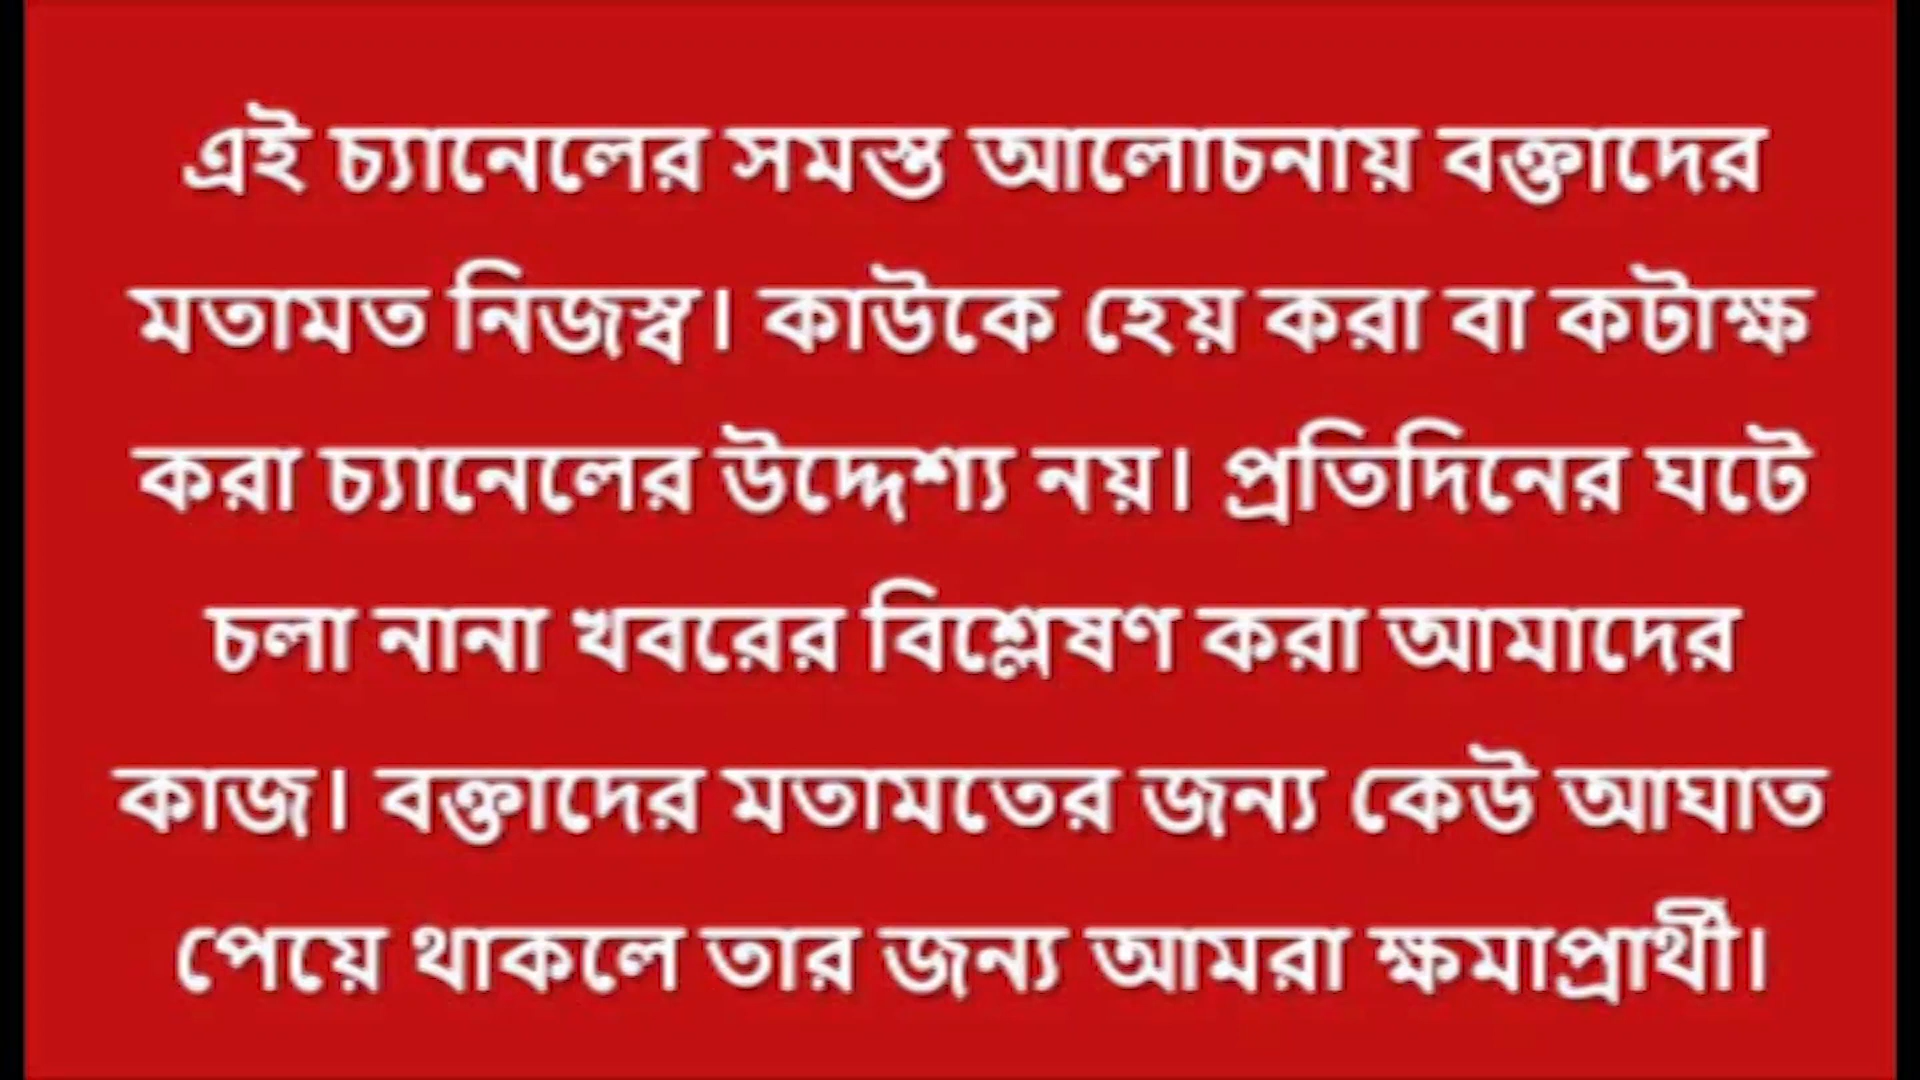 এই চ্যানেলের সমস্ত আলোচনায় বক্তাদের
মতামত নিজস্ব। কাউকে হেয় করা বা কটাক্ষ
করা চ্যানেলের উদ্দেশ্য নয়। প্রতিদিনের ঘটে
চলা নানা খবরের বিশ্লেষণ করা আমাদের
কাজ। বক্তাদের মতামতের জন্য কেউ আঘাত
পেয়ে থাকলে তার জন্য আমরা ক্ষমাপ্রার্থী।